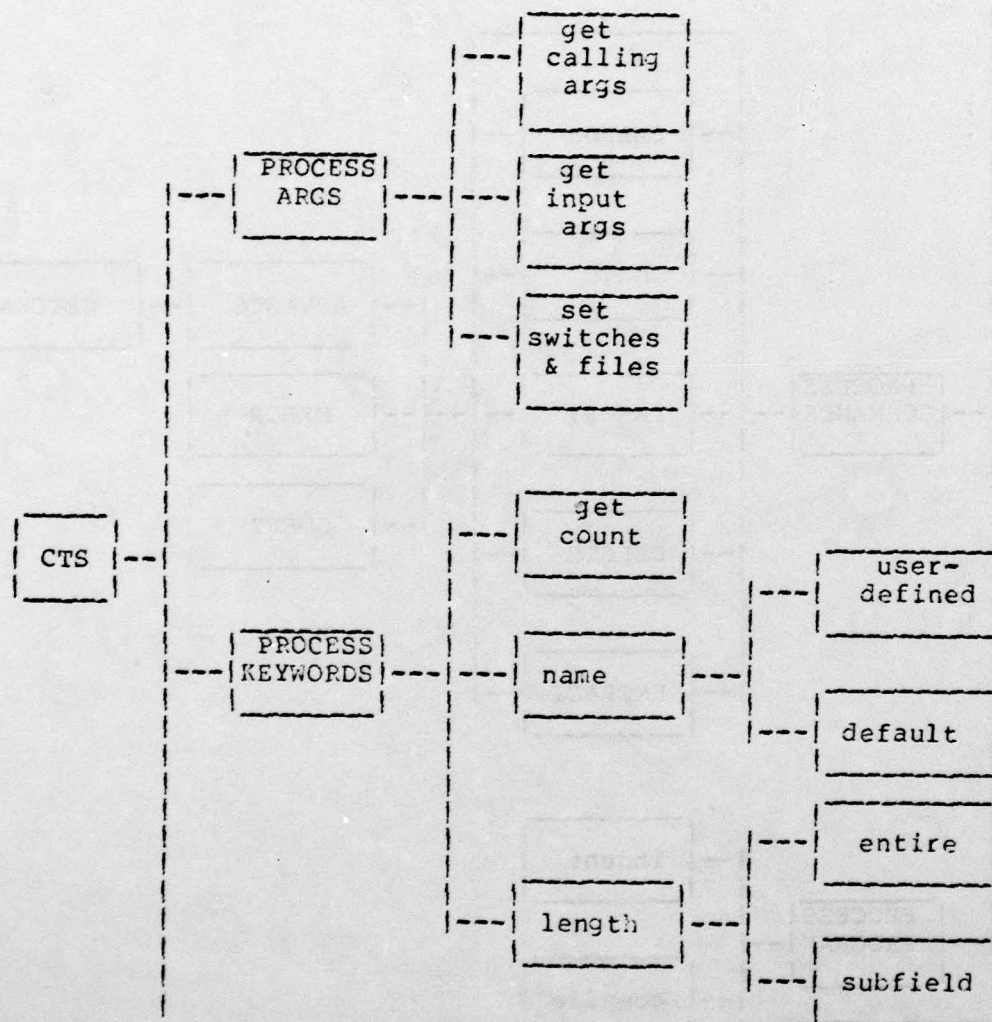 get
calling
args
PROCESS
ARGS
get
input
args
set
switches
& files
CTS
get
count
PROCESS
KEYWORDS
name
user-
defined
default
length
entire
subfield